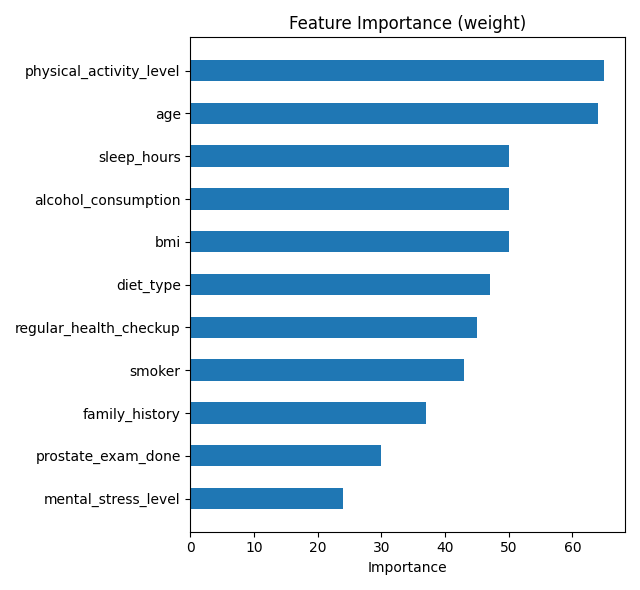 Feature Importance (weight)
physical_activity_level
age
sleep_hours
alcohol_consumption
bmi
diet_type
regular_health_checkup
smoker
family_history
prostate_exam_done
mental_stress_level
0 10 20 30 40 50 60
Importance